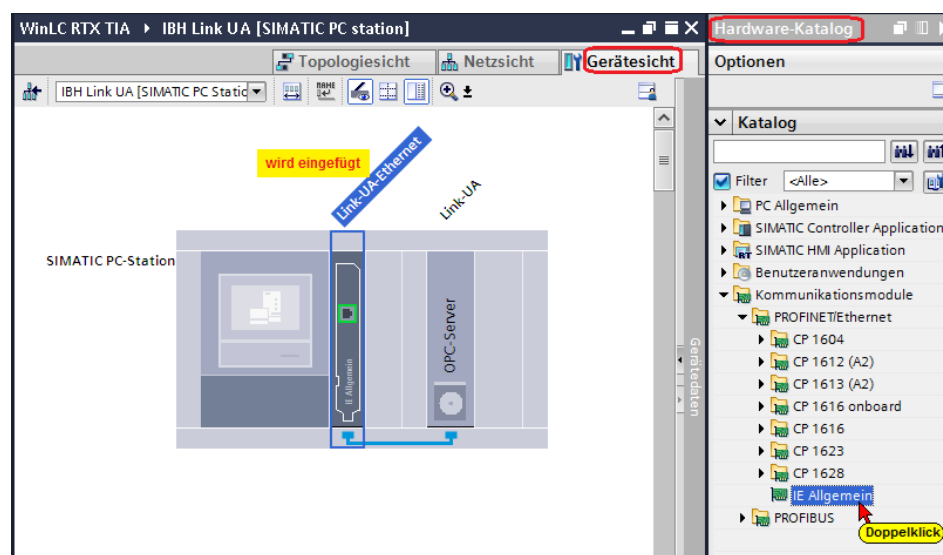 WinLC RTX TIA ▸ IBH Link UA [SIMATIC PC station]
Topologiesicht
Netzsicht
Gerätesicht
IBH Link UA [SIMATIC PC Static
wird eingefügt
Link-UA-Ethernet
Link-UA
SIMATIC PC-Station
IE Allgemein
OPC-Server
Gerätedaten
Hardware-Katalog
Optionen
Katalog
Filter
<Alle>
PC Allgemein
SIMATIC Controller Application
SIMATIC HMI Application
Benutzeranwendungen
Kommunikationsmodule
PROFINET/Ethernet
CP 1604
CP 1612 (A2)
CP 1613 (A2)
CP 1616 onboard
CP 1616
CP 1623
CP 1628
IE Allgemein
PROFIBUS
Doppelklick